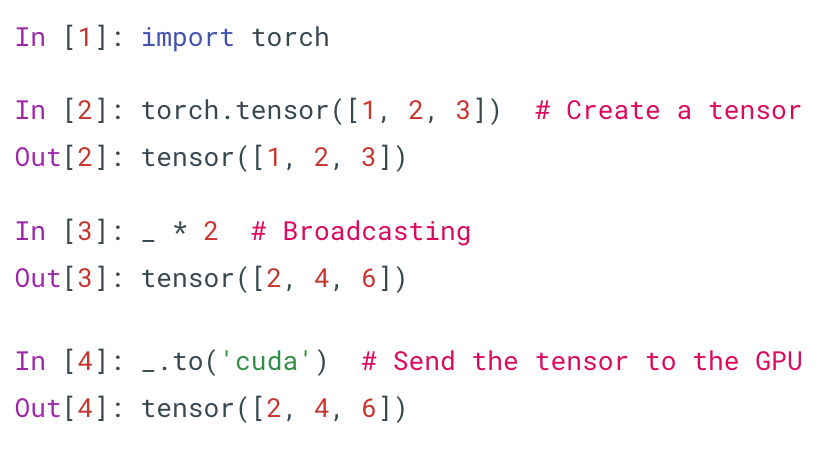 In [1]: import torch
In [2]: torch.tensor([1, 2, 3])  # Create a tensor
Out[2]: tensor([1, 2, 3])
In [3]: _ * 2  # Broadcasting
Out[3]: tensor([2, 4, 6])
In [4]: _.to('cuda')  # Send the tensor to the GPU
Out[4]: tensor([2, 4, 6])